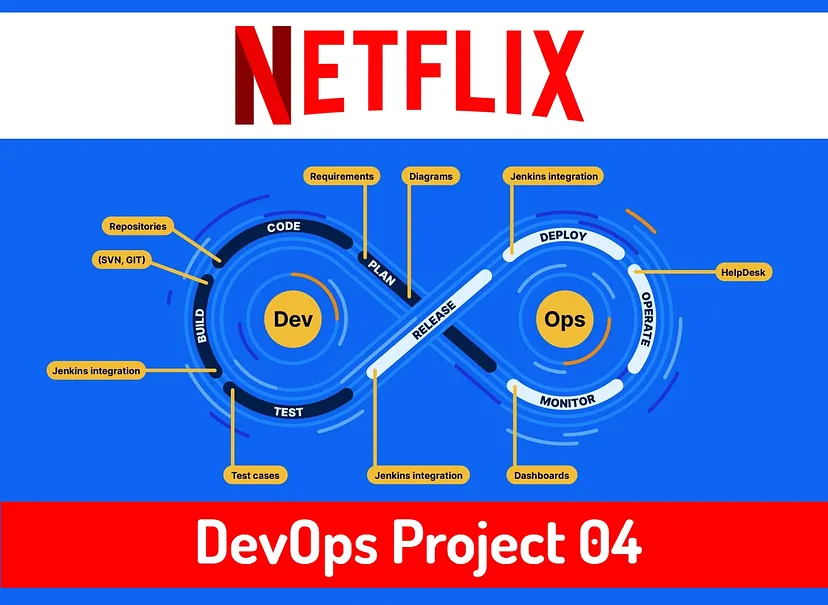 NETFLIX
Requirements
Diagrams
Jenkins integration
Repositories
CODE
DEPLOY
(SVN, GIT)
PLAN
HelpDesk
Dev
Ops
BUILD
RELEASE
OPERATE
Jenkins integration
TEST
MONITOR
Test cases
Jenkins integration
Dashboards
DevOps Project 04